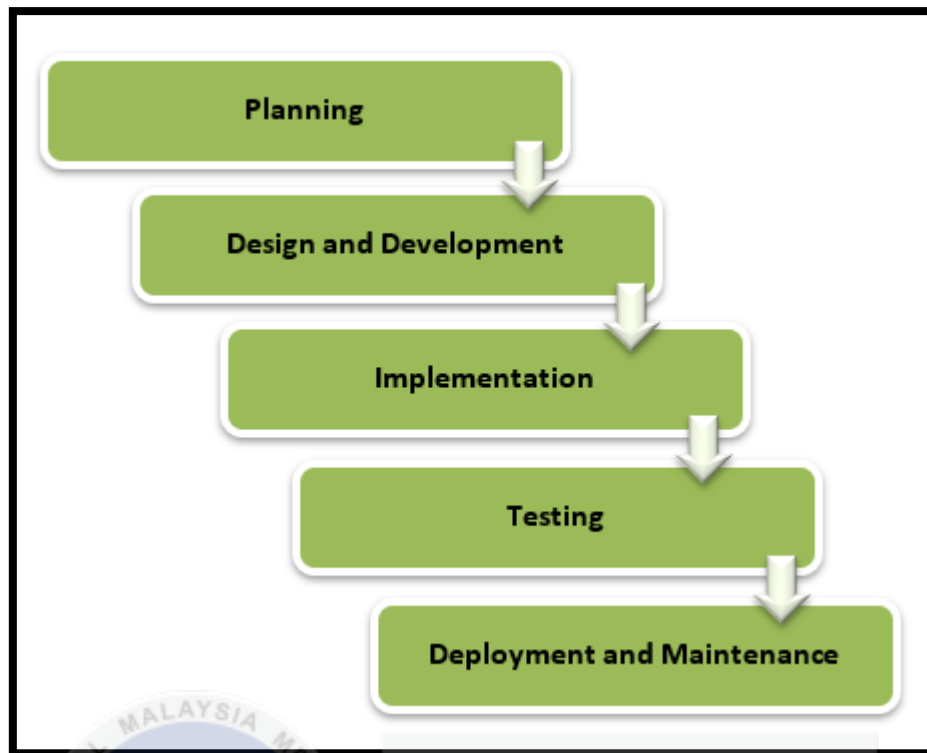 Planning
Design and Development
Implementation
Testing
Deployment and Maintenance
MALAYSIA